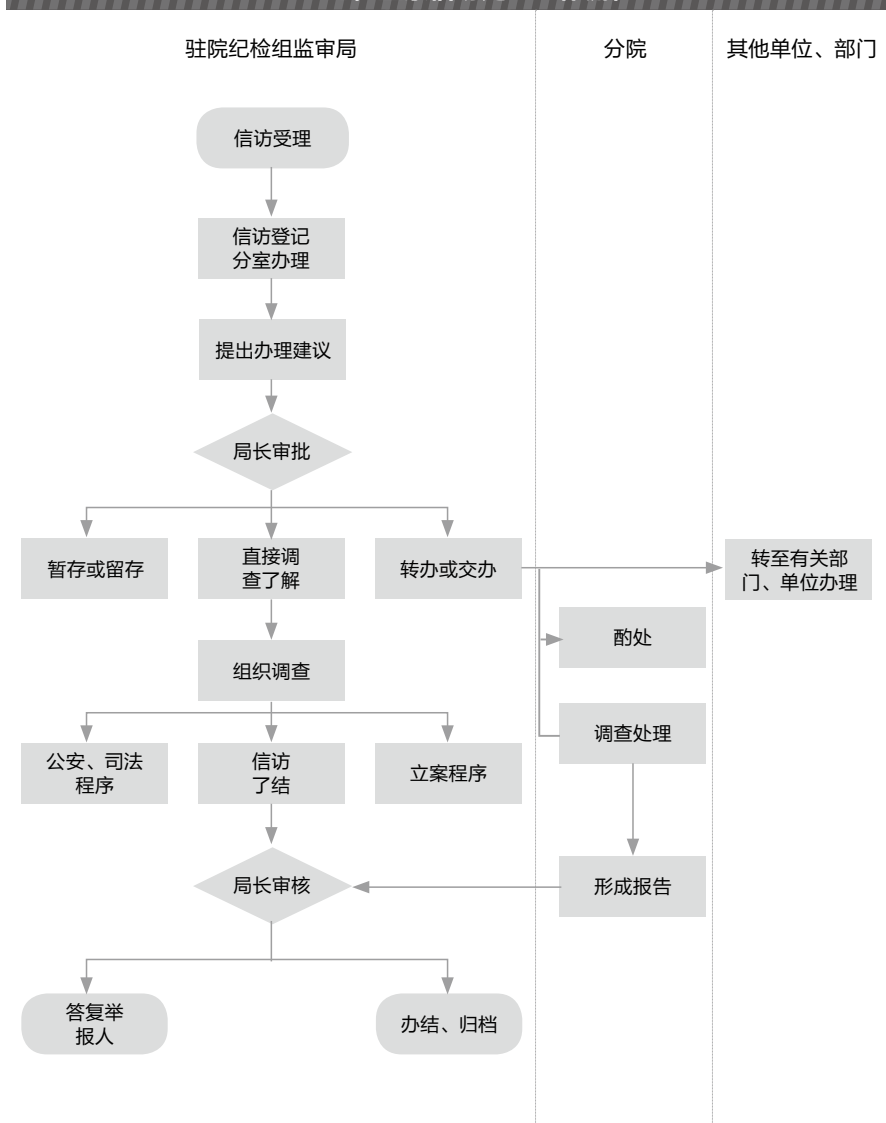 驻院纪检组监审局
分院
其他单位、部门
信访受理
信访登记
分室办理
提出办理建议
局长审批
暂存或留存
直接调
查了解
转办或交办
转至有关部
门、单位办理
酌处
组织调查
调查处理
公安、司法
程序
信访
了结
立案程序
局长审核
形成报告
答复举
报人
办结、归档